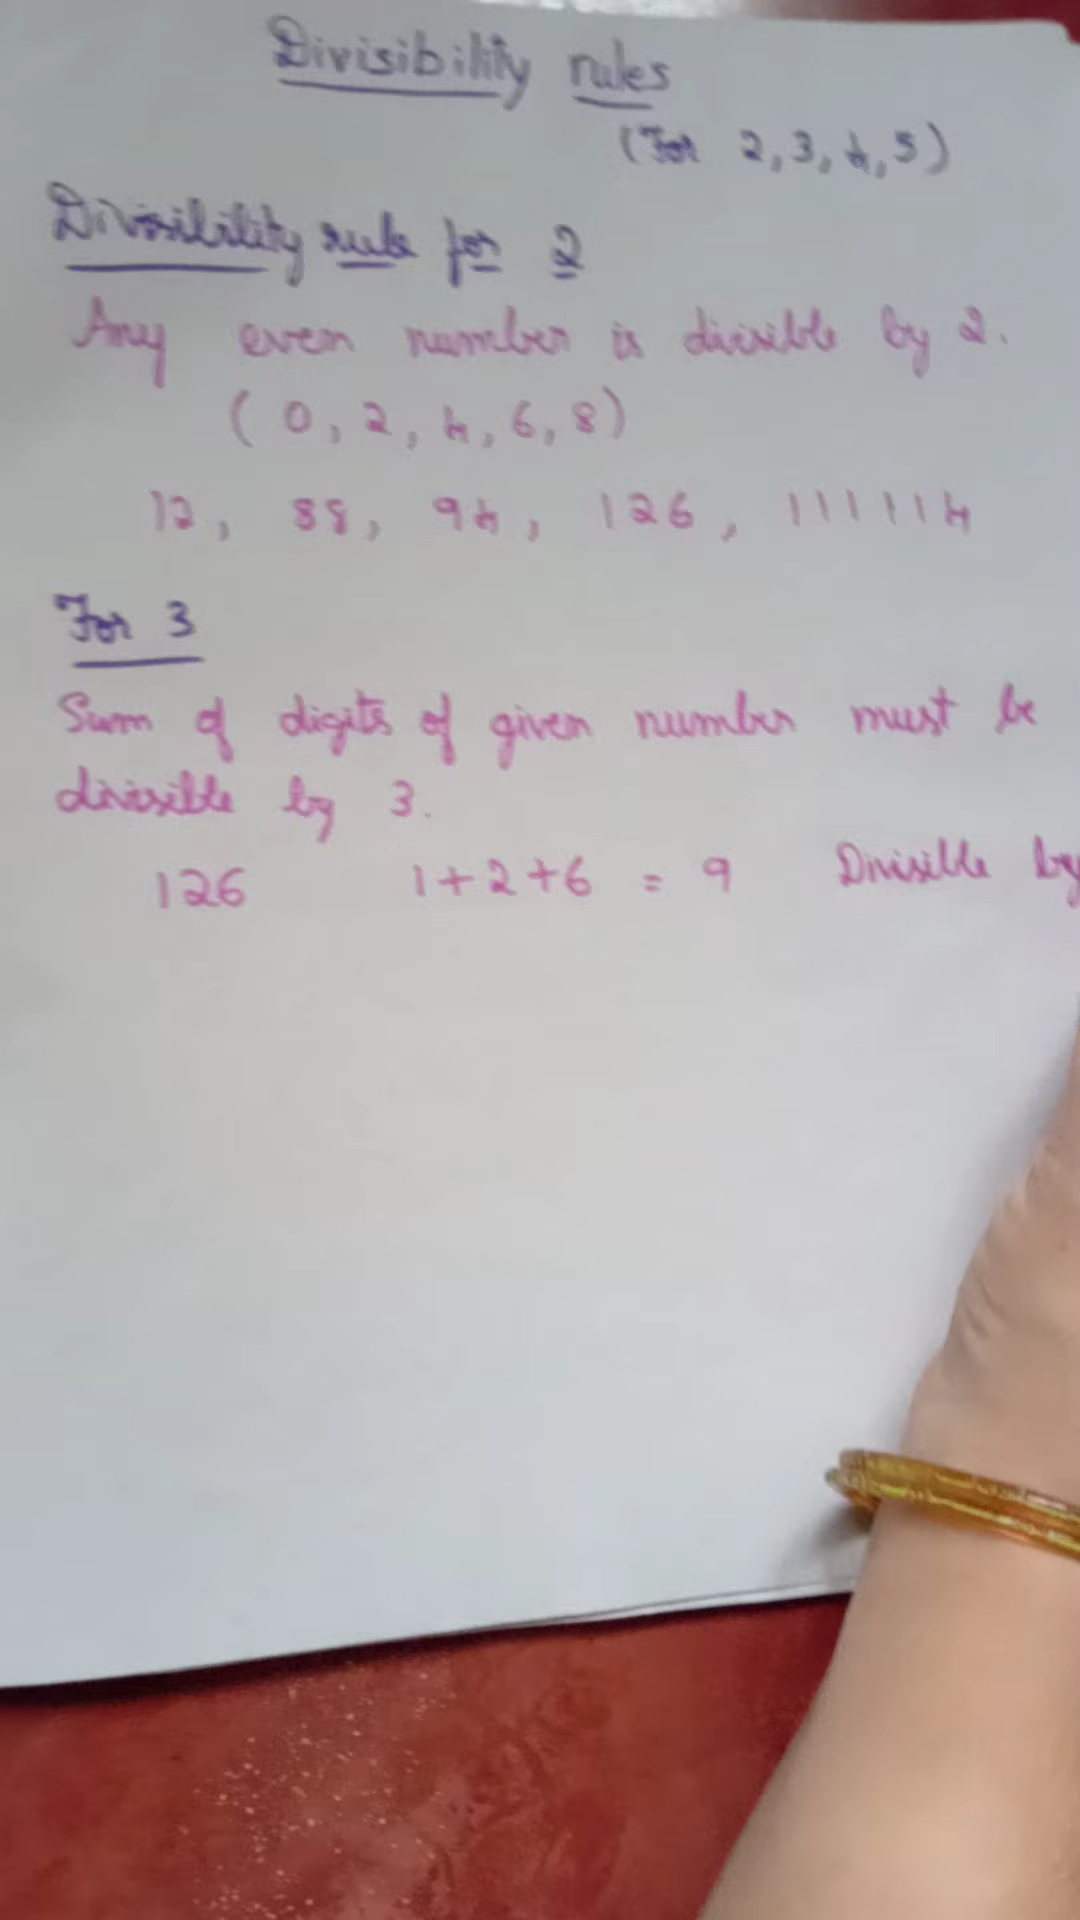 Divisibility rules
(For 2, 3, 4, 5)
Divisibility rule for 2
Any even number is divisible by 2.
(0, 2, 4, 6, 8)
12, 88, 94, 126, 111114
For 3
Sum of digits of given number must be
divisible by 3.
126 1+2+6 = 9 Divisible by